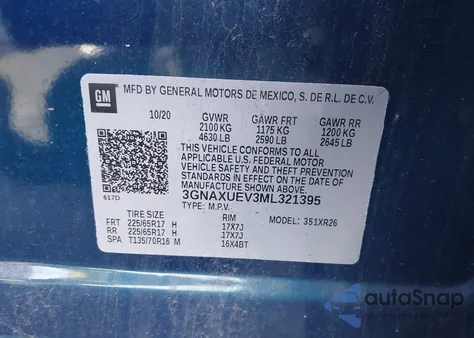 GM
MFD BY GENERAL MOTORS DE MEXICO, S. DE R.L. DE C.V.
10/20 GVWR GAWR FRT GAWR RR
2100 KG 1175 KG 1200 KG
4630 LB 2590 LB 2645 LB
THIS VEHICLE CONFORMS TO ALL
APPLICABLE U.S. FEDERAL MOTOR
VEHICLE SAFETY AND THEFT PREVENTION
STANDARDS IN EFFECT ON THE DATE OF
MANUFACTURE SHOWN ABOVE.
617D
3GNAXUEV3ML321395
TYPE: M.P.V.
TIRE SIZE RIM MODEL: 351XR26
FRT 225/65R17 H 17X7J
RR 225/65R17 H 17X7J
SPA T135/70R16 M 16X4BT
autoSnap